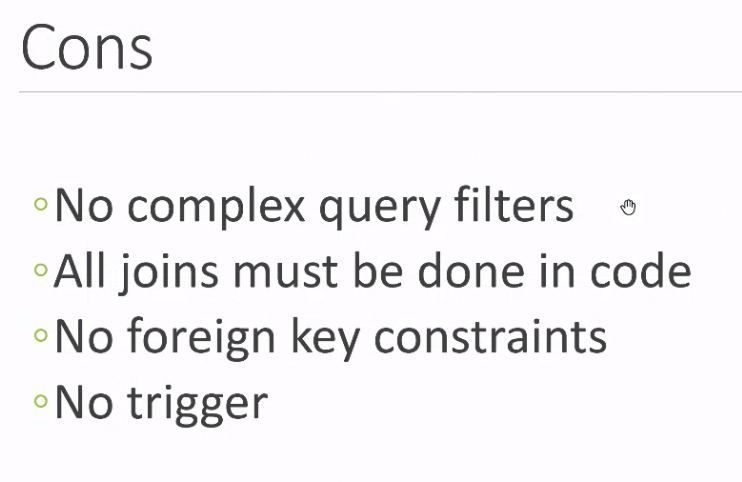 Cons
◦No complex query filters
◦All joins must be done in code
◦No foreign key constraints
◦No trigger